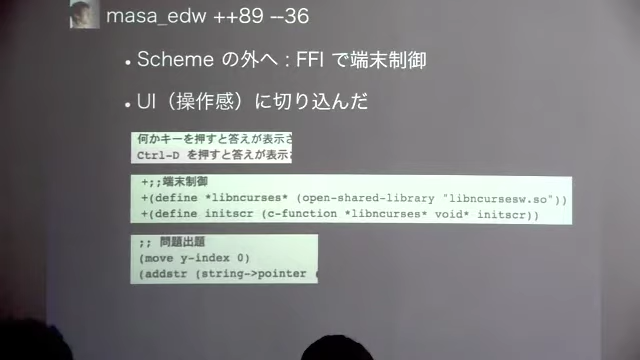 masa_edw ++89 --36
• Scheme の外へ : FFI で端末制御
• UI（操作感）に切り込んだ
何かキーを押すと答えが表示さ
Ctrl-D を押すと答えが表示
+;;端末制御
+(define *libncurses* (open-shared-library "libncursesw.so"))
+(define initscr (c-function *libncurses* void* initscr))
;; 問題出題
(move y-index 0)
(addstr (string->pointer (